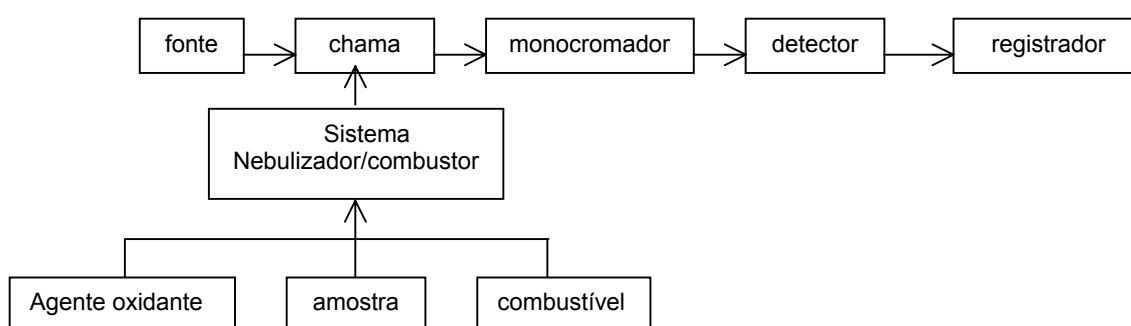 fonte
chama
monocromador
detector
registrador
Sistema
Nebulizador/combustor
Agente oxidante
amostra
combustível